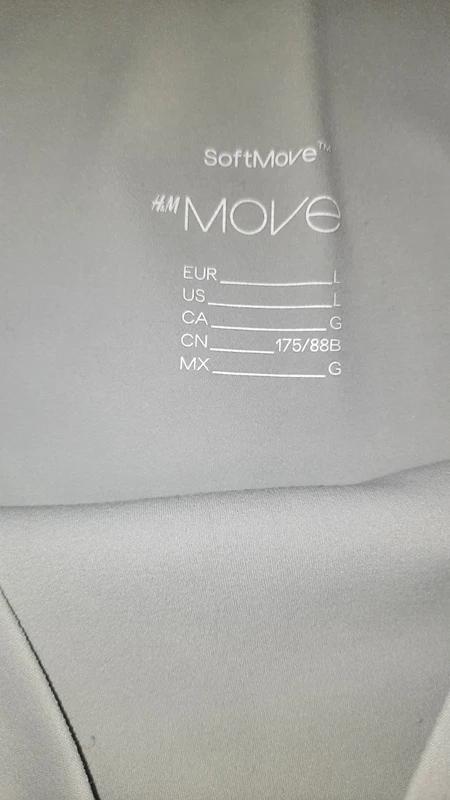 SoftMove™
H&M MOVE
EUR L
US L
CA G
CN 175/88B
MX G